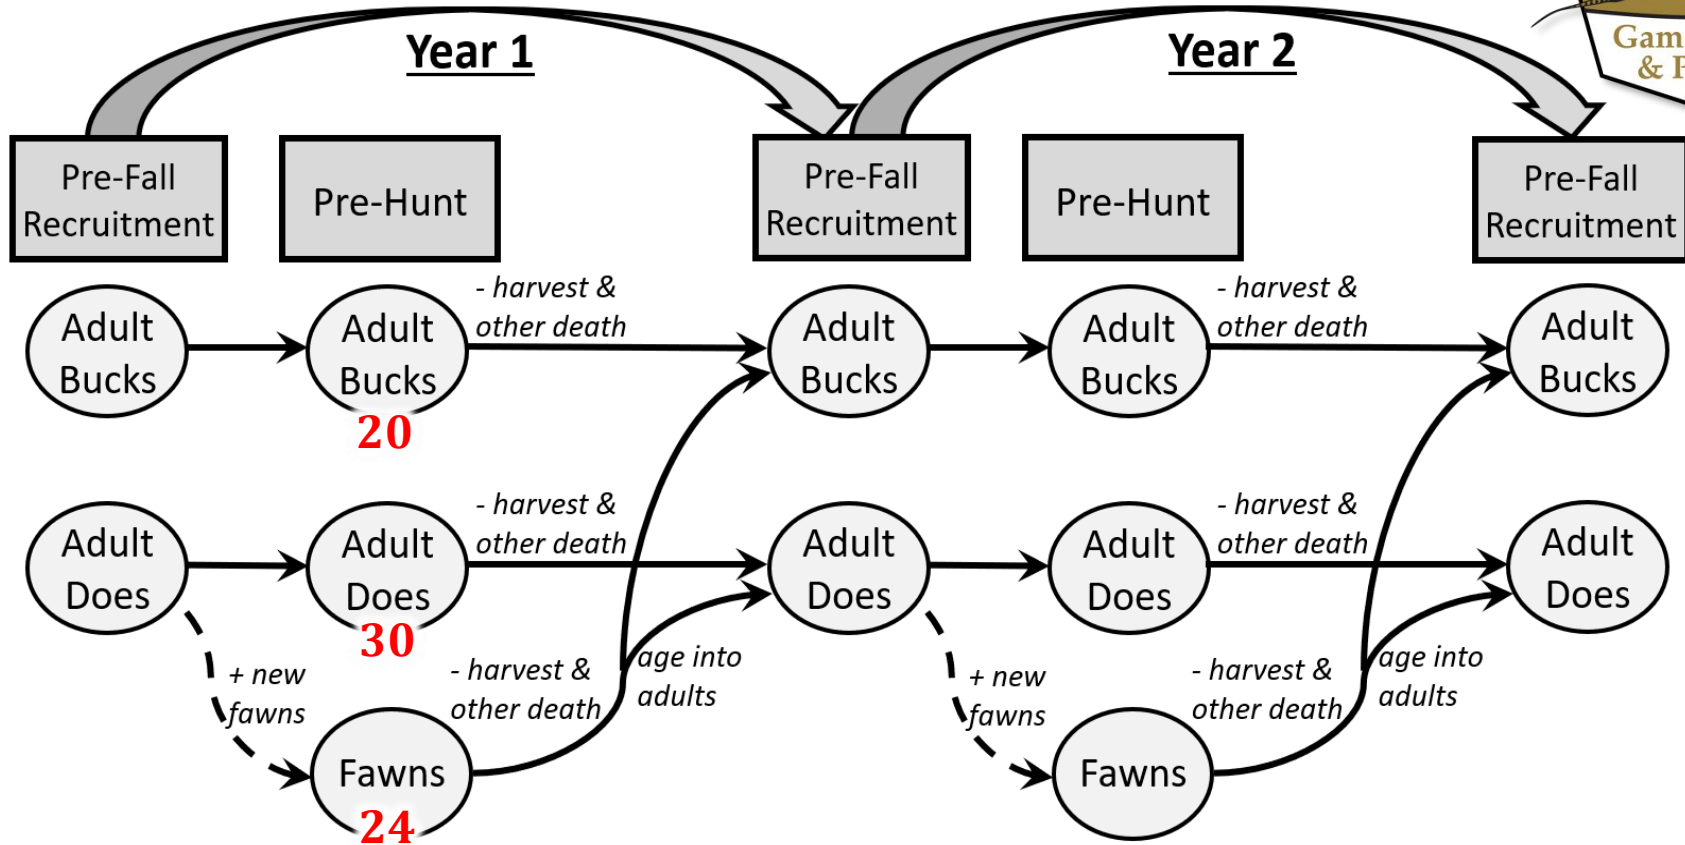 Year 1
Year 2
Gam
& P
Pre-Fall
Recruitment
Pre-Hunt
Pre-Fall
Recruitment
Pre-Hunt
Pre-Fall
Recruitment
Adult
Bucks
Adult
Bucks
20
- harvest &
other death
Adult
Bucks
Adult
Bucks
- harvest &
other death
Adult
Bucks
Adult
Does
Adult
Does
30
- harvest &
other death
Adult
Does
Adult
Does
- harvest &
other death
Adult
Does
+ new
fawns
Fawns
24
- harvest &
other death
age into
adults
+ new
fawns
Fawns
- harvest &
other death
age into
adults